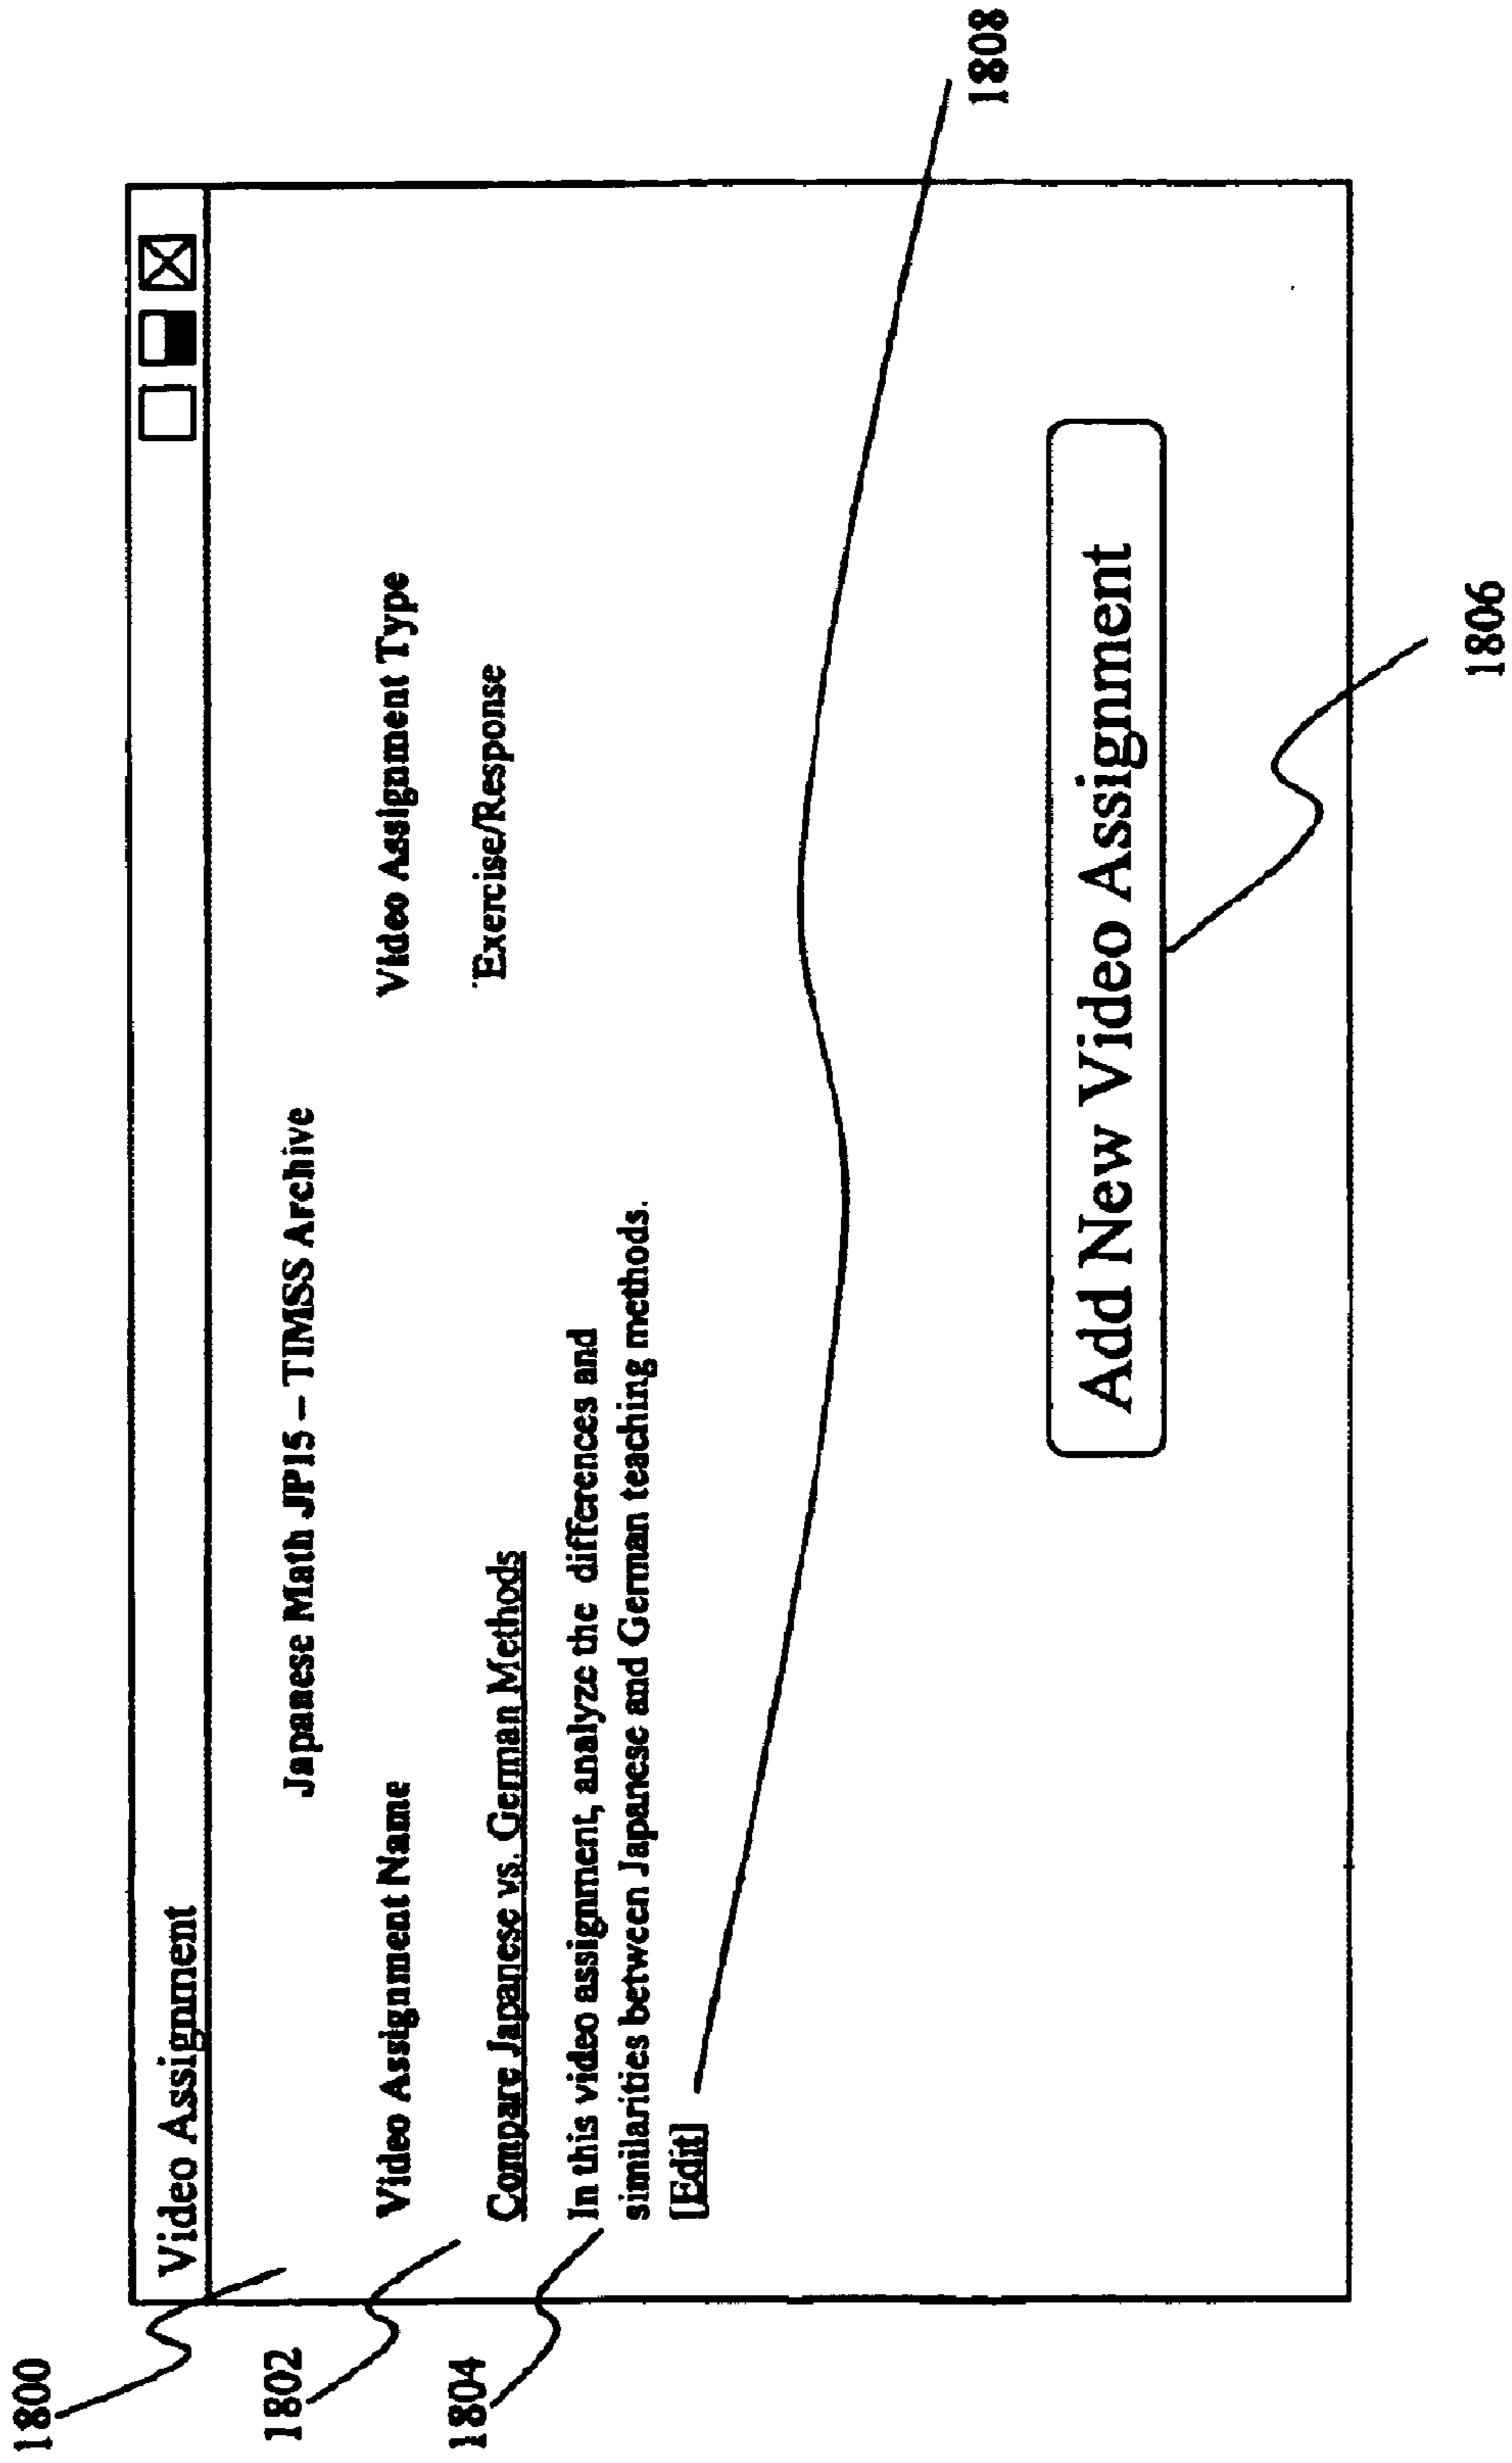 1800
Video Assignment
Japanese Math JP15 – TIMSS Archive
1802
Video Assignment Name
Video Assignment Type
Compare Japanese vs. German Methods
Exercise/Response
1804
In this video assignment, analyze the differences and
similarities between Japanese and German teaching methods.
[Edit]
1808
Add New Video Assignment
1806